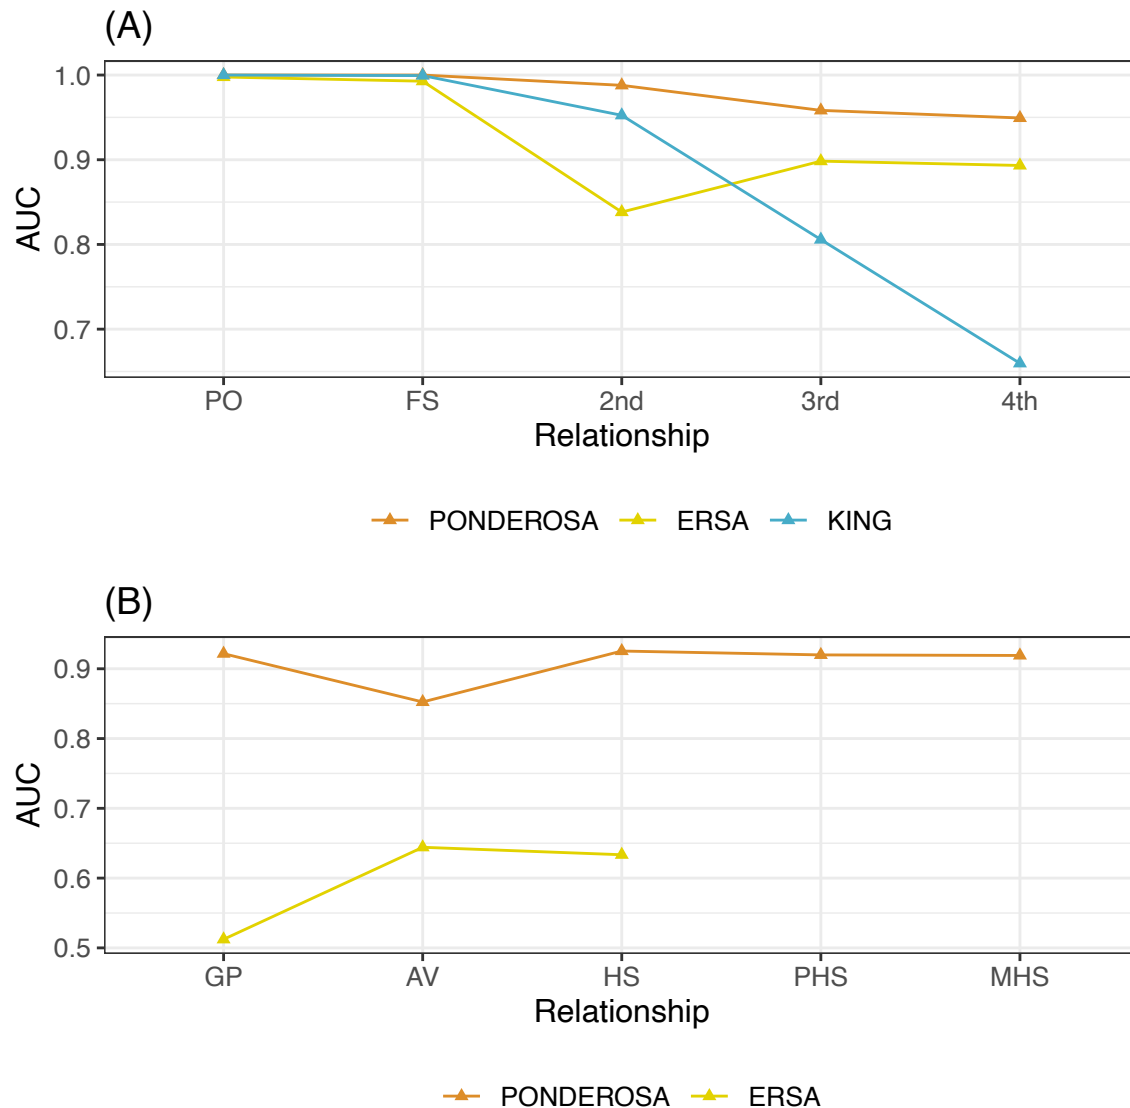 (A)
1.0
0.9
0.8
0.7
AUC
PO FS 2nd 3rd 4th
Relationship
PONDEROSA ERSA KING
(B)
0.9
0.8
0.7
0.6
0.5
AUC
GP AV HS PHS MHS
Relationship
PONDEROSA ERSA